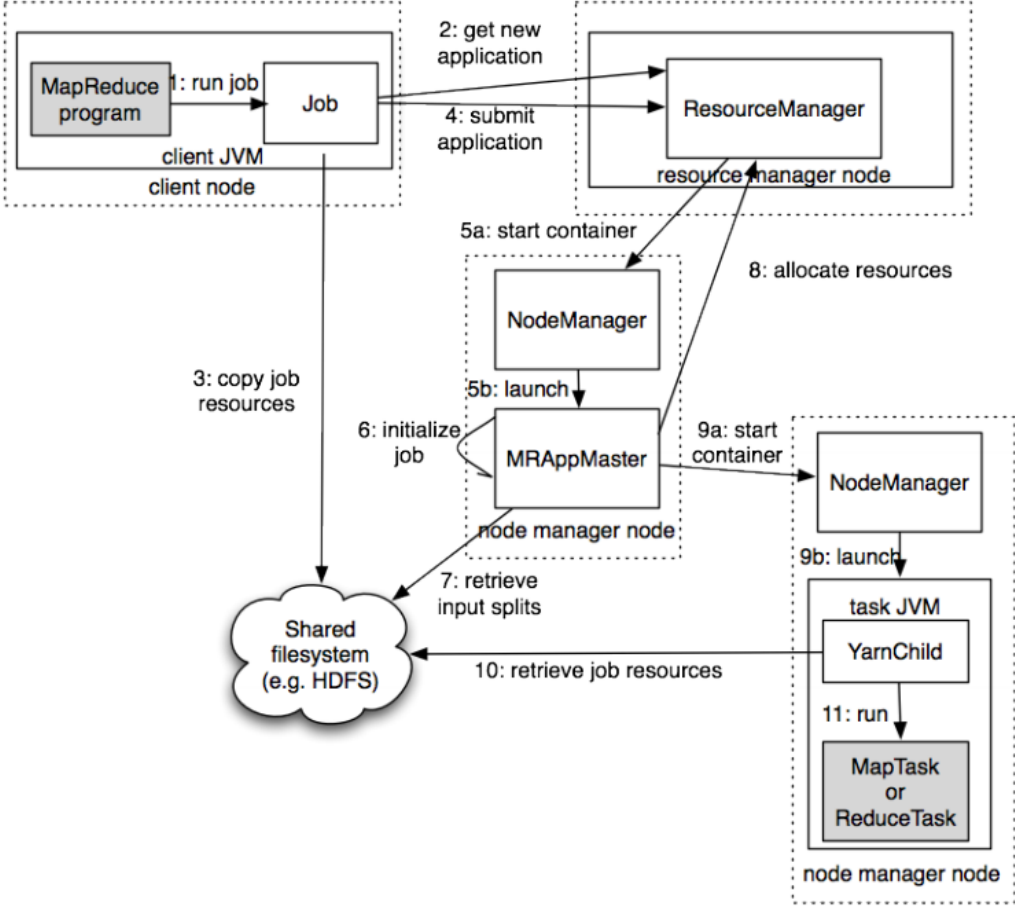 MapReduce
program
1: run job
Job
client JVM
client node
2: get new
application
4: submit
application
ResourceManager
resource manager node
5a: start container
8: allocate resources
NodeManager
5b: launch
3: copy job
resources
6: initialize
job
MRAppMaster
node manager node
9a: start
container
NodeManager
9b: launch
7: retrieve
input splits
task JVM
YarnChild
Shared
filesystem
(e.g. HDFS)
10: retrieve job resources
11: run
MapTask
or
ReduceTask
node manager node